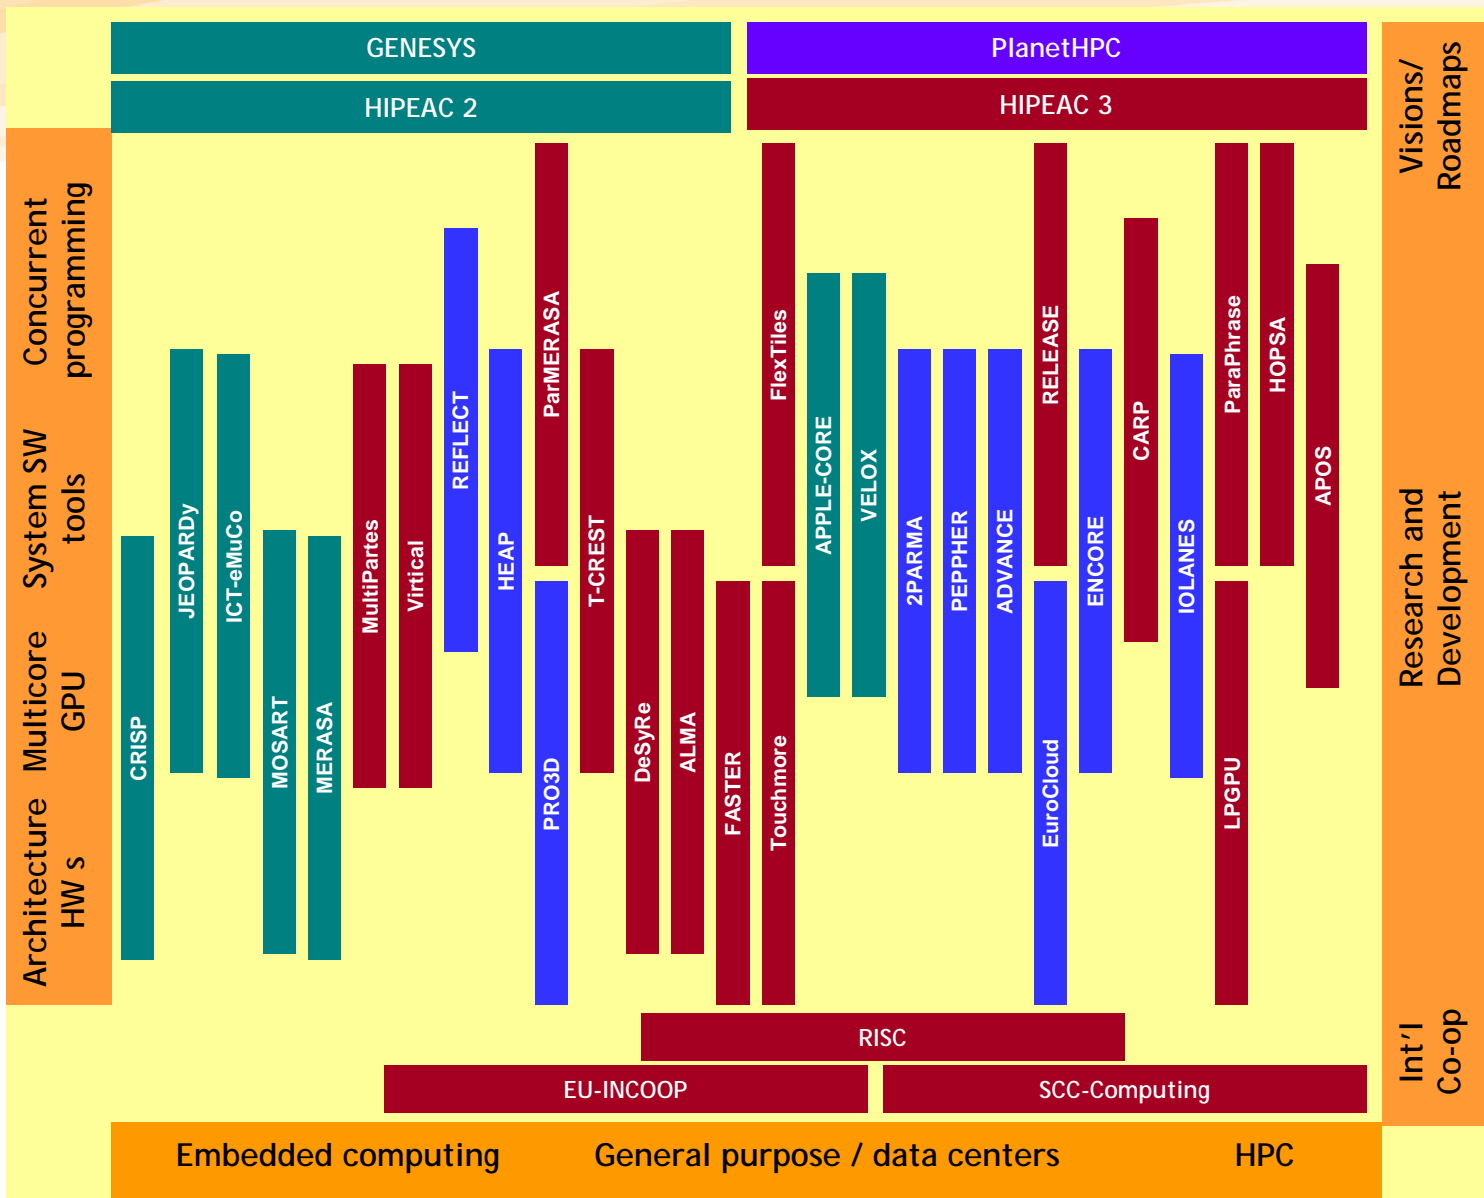 GENESYS
PlanetHPC
HIPEAC 2
HIPEAC 3
Visions/
Roadmaps
Concurrent
programming
System SW
tools
Multicore
GPU
Architecture
HW s
CRISP
JEOPARDy
ICT-eMuCo
MOSART
MERASA
MultiPartes
Virtical
REFLECT
HEAP
ParMERASA
PRO3D
T-CREST
DeSyRe
ALMA
FASTER
FlexTiles
Touchmore
APPLE-CORE
VELOX
2PARMA
PEPPHER
ADVANCE
RELEASE
EuroCloud
ENCORE
CARP
IOLANES
ParaPhrase
LPGPU
HOPSA
APOS
Research and
Development
RISC
EU-INCOOP
SCC-Computing
Int'l
Co-op
Embedded computing
General purpose / data centers
HPC